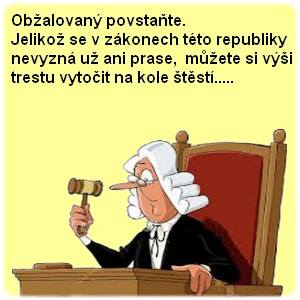 Obžalovaný povstaňte.
Jelikož se v zákonech této republiky
nevyzná už ani prase,  můžete si výši
trestu vytočit na kole štěstí.....